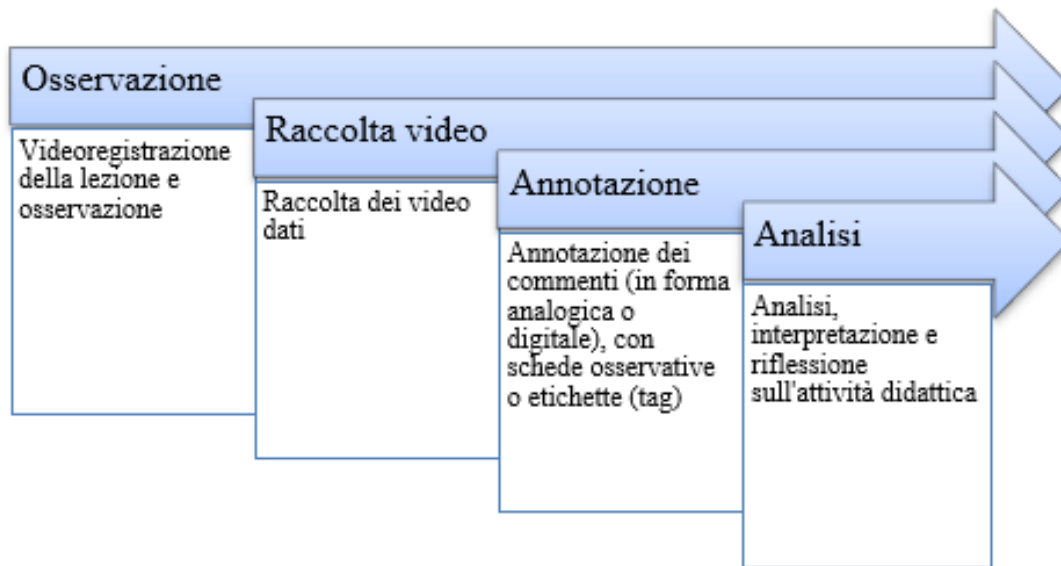 Osservazione
Videoregistrazione
della lezione e
osservazione
Raccolta video
Raccolta dei video
dati
Annotazione
Annotazione dei
commenti (in forma
analogica o
digitale), con
schede osservative
o etichette (tag)
Analisi
Analisi,
interpretazione e
riflessione
sull'attività didattica